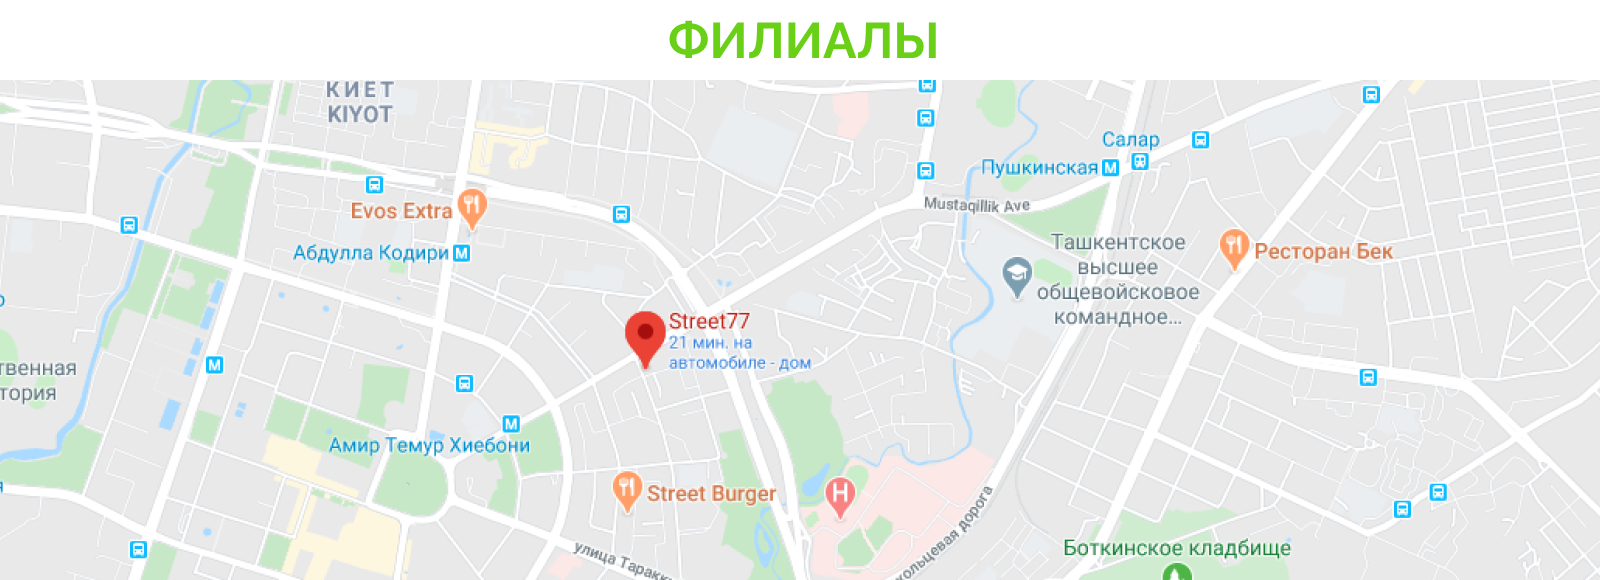 ФИЛИАЛЫ
КИЕТ
KIYOT
Салар
Пушкинская M
Mustaqillik Ave
Evos Extra
Абдулла Кодири M
Ташкентское
высшее
общевойсковое
командное...
Ресторан Бек
Street77
21 мин. на
автомобиле - дом
M
твенная
тория
M
Амир Темур Хиебони
Street Burger
H
кольцевая дорога
улица Таракк
Боткинское кладбище